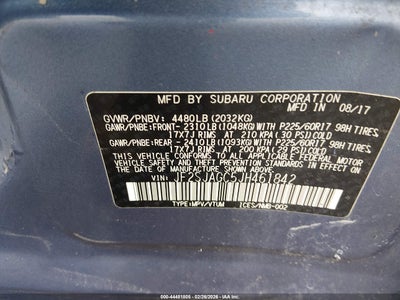 MFD. BY SUBARU CORPORATION
IN JAPAN 08/17
GVWR/PNBV: 4480LB (2032KG)
GAWR/PNBE: FRONT- 2310LB (1048KG) WITH P225/60R17 98H TIRES,
17X7J RIMS AT 210 KPA (30 PSI) COLD
GAWR/PNBE: REAR - 2410LB (1093KG) WITH P225/60R17 98H TIRES,
17X7J RIMS AT 200 KPA (29 PSI) COLD
THIS VEHICLE CONFORMS TO ALL APPLICABLE
FEDERAL MOTOR VEHICLE SAFETY, BUMPER, AND
THEFT PREVENTION STANDARDS IN EFFECT ON THE
DATE OF MANUFACTURE SHOWN ABOVE.
VIN: JF2SJAGC5JH461842
TYPE: MPV/VTUM ICES/NMB-002
000-44481005 - 02/26/2026 - IAAI.COM